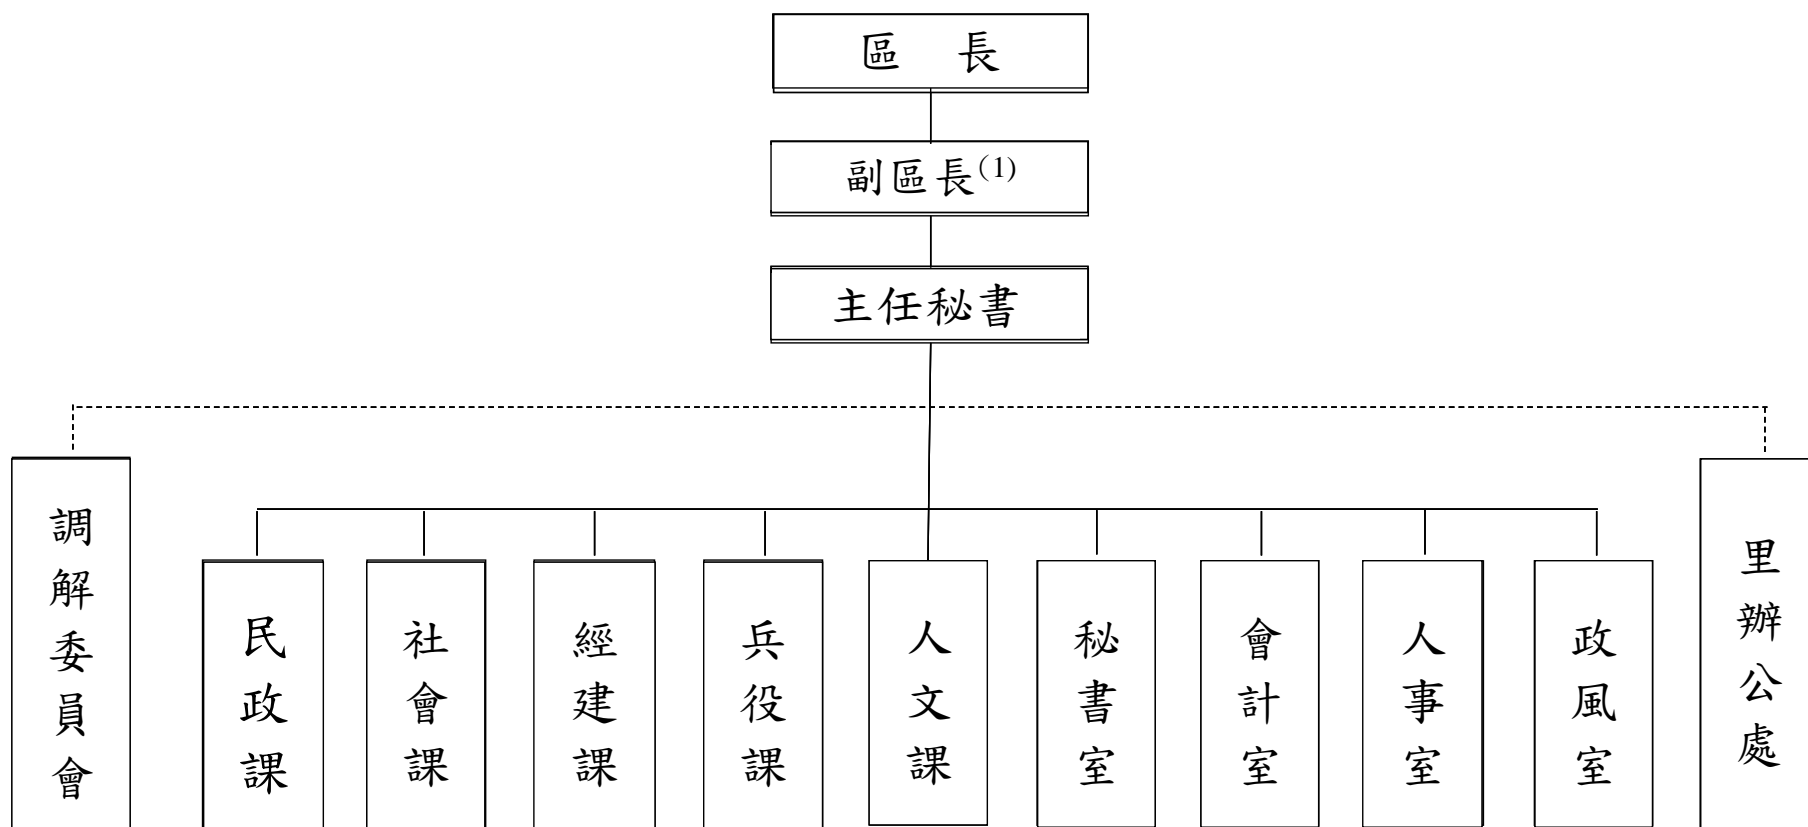 區 長
副區長(1)
主任秘書
調解委員會
民政課
社會課
經建課
兵役課
人文課
秘書室
會計室
人事室
政風室
里辦公處